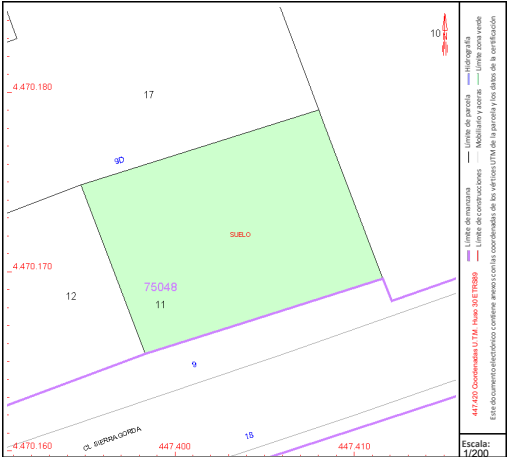 10
4.470.180
17
9D
SUELO
4.470.170
75048
12
11
9
CL SIERRA GORDA
1S
4.470.160
447.400
447.410
Límite de manzana
Límite de parcela
Hidrografía
Límite de construcciones
Mobiliario y aceras
Límite zona verde
447.420 Coordenadas U.T.M. Huso 30 ETRS89
Este documento electrónico contiene anexos con las coordenadas de los vértices UTM de la parcela y los datos de la certificación
Escala:
1/200